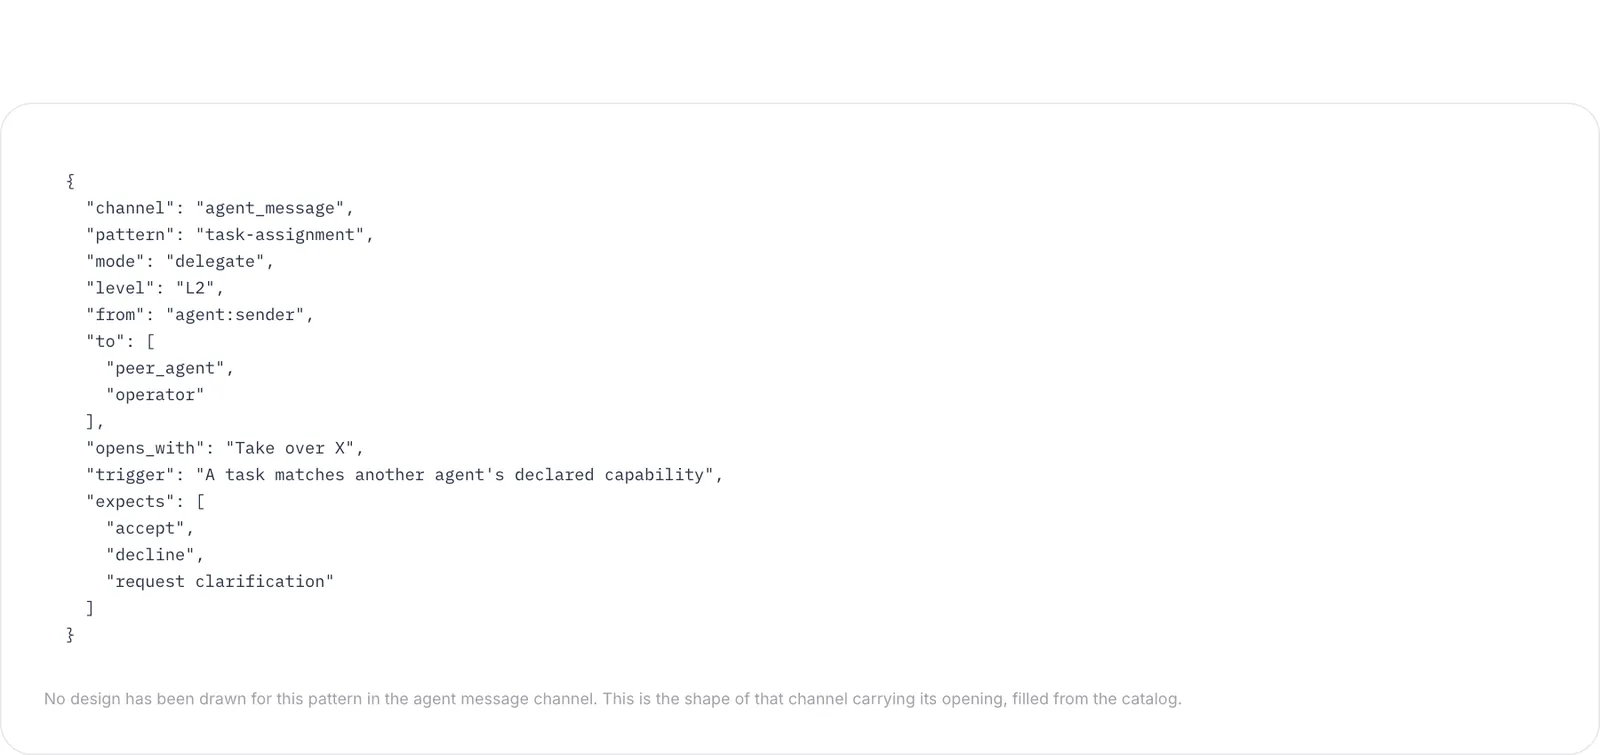 {
  "channel": "agent_message",
  "pattern": "task-assignment",
  "mode": "delegate",
  "level": "L2",
  "from": "agent:sender",
  "to": [
    "peer_agent",
    "operator"
  ],
  "opens_with": "Take over X",
  "trigger": "A task matches another agent's declared capability",
  "expects": [
    "accept",
    "decline",
    "request clarification"
  ]
}
No design has been drawn for this pattern in the agent message channel. This is the shape of that channel carrying its opening, filled from the catalog.